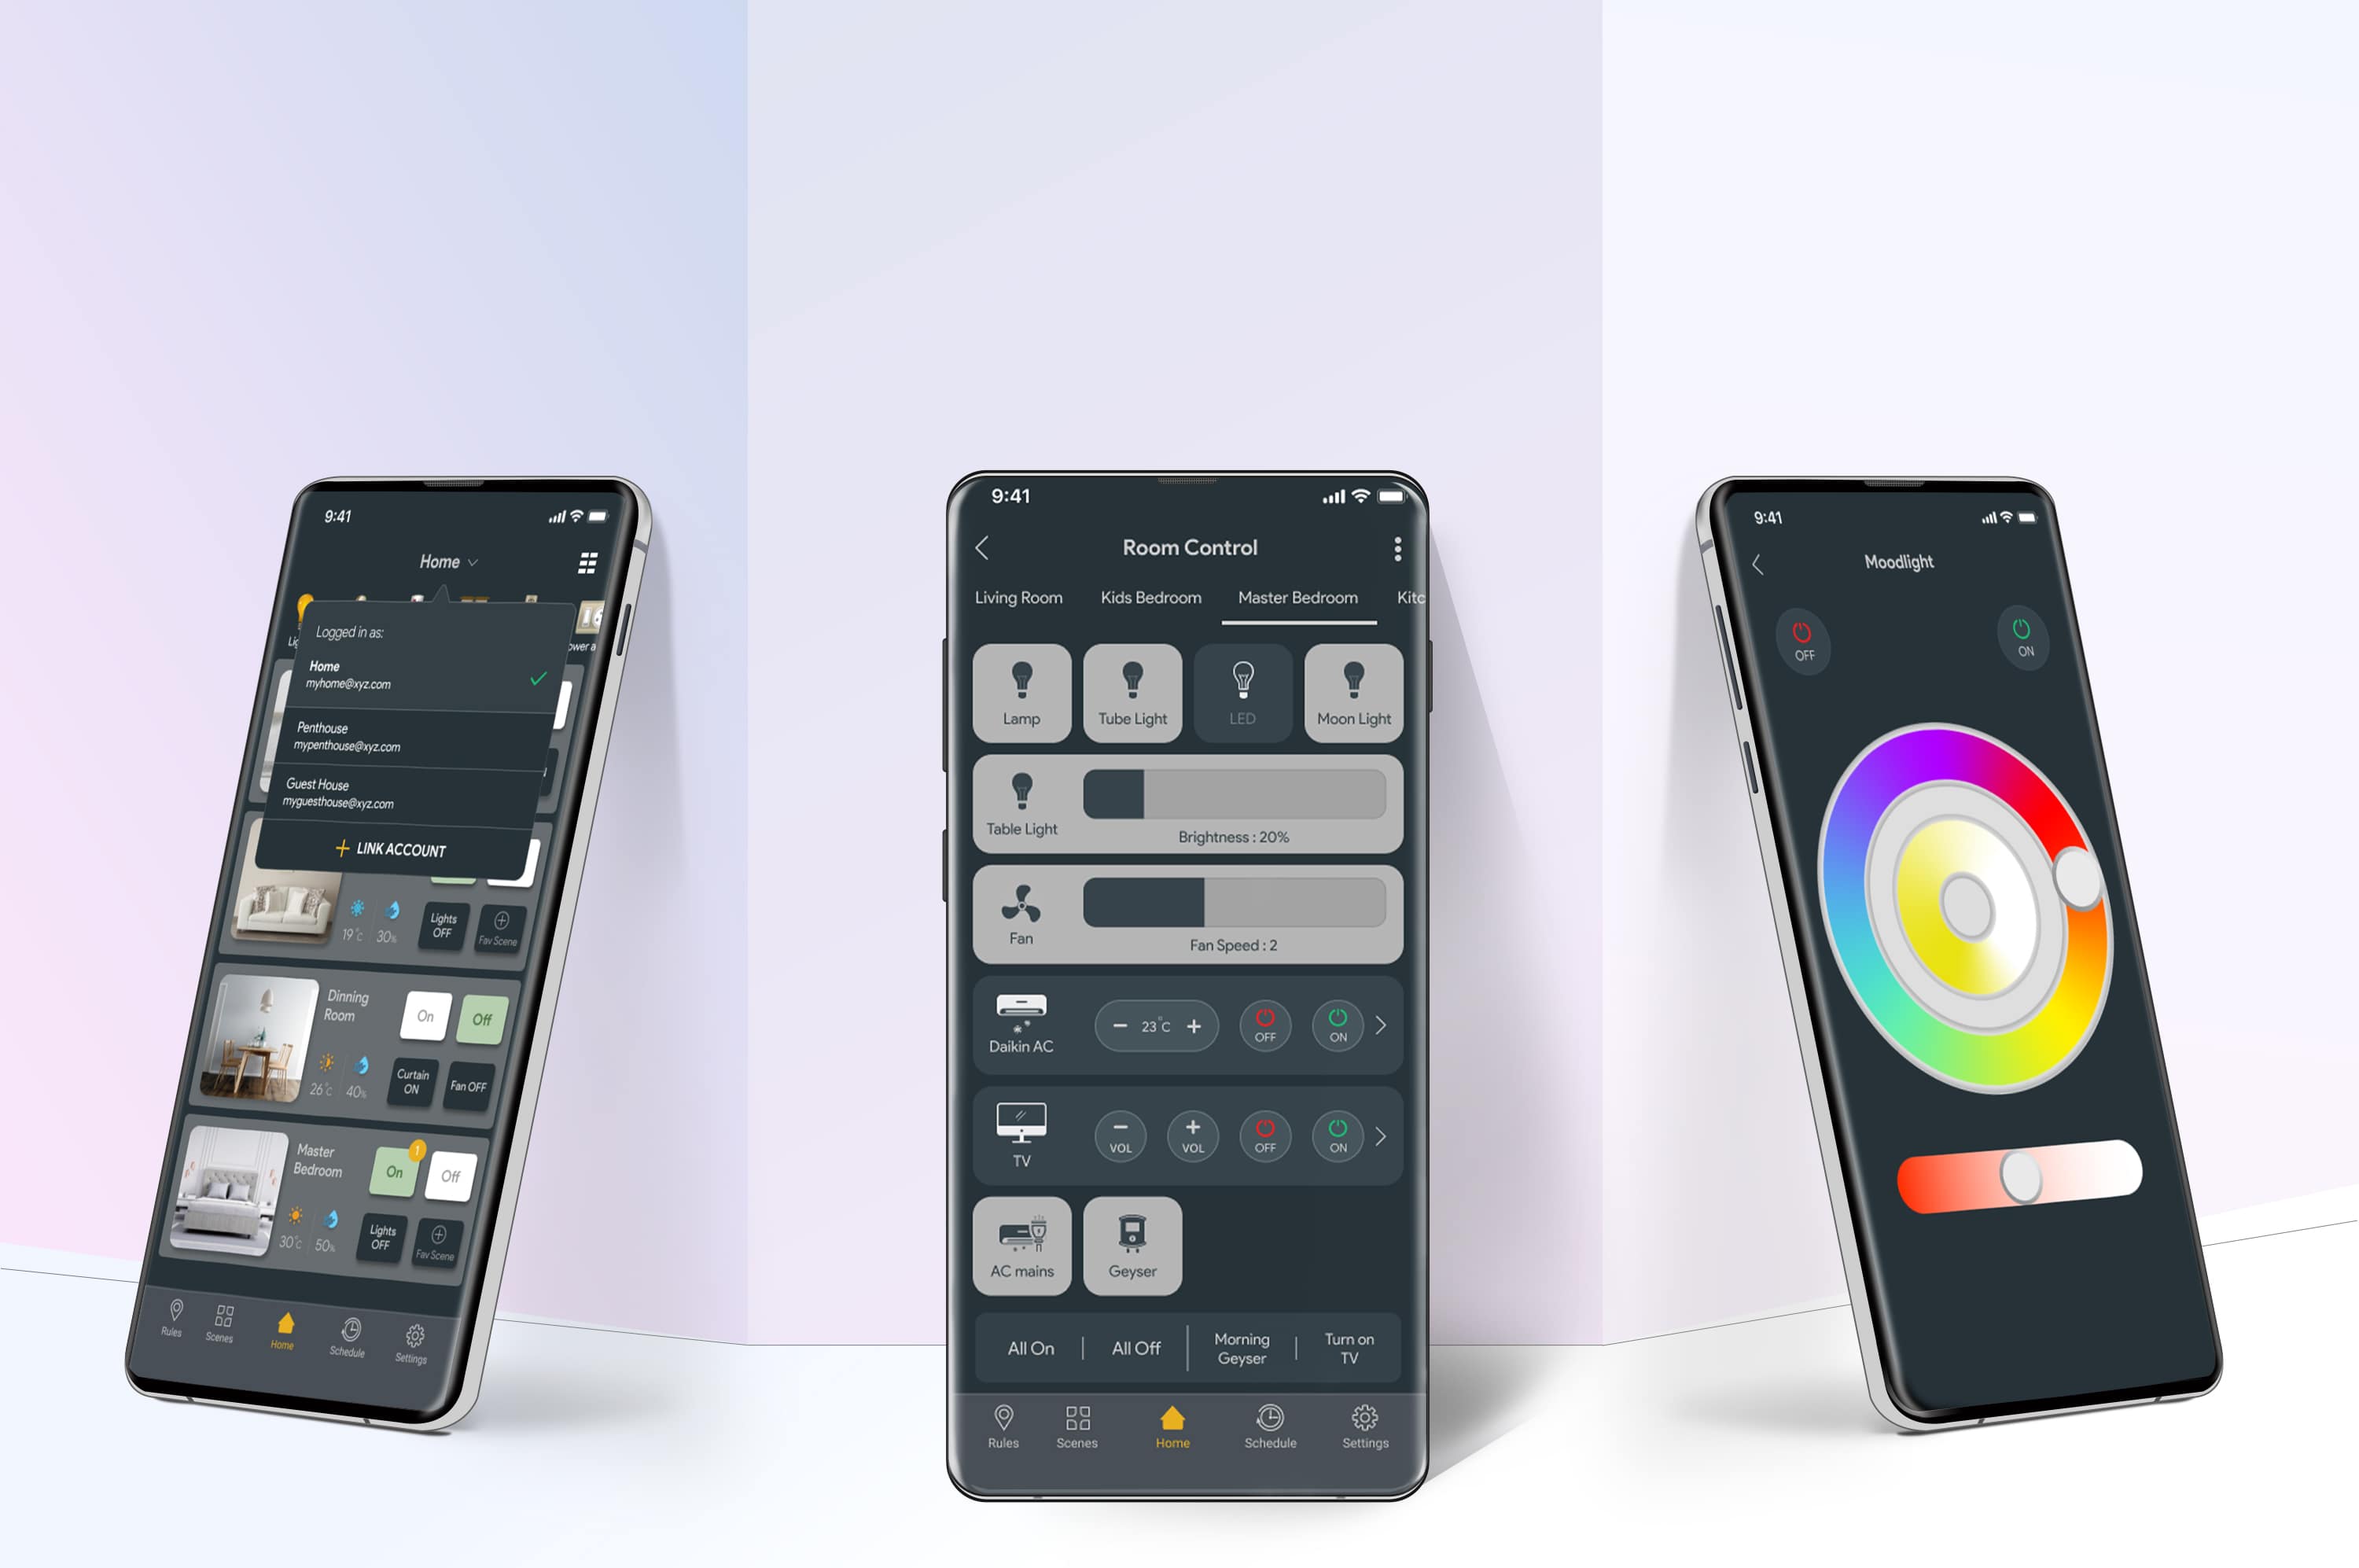 9:41
Home
Logged in as:
Home
myhome@xyz.com
Penthouse
mypenthouse@xyz.com
Guest House
myguesthouse@xyz.com
+ LINK ACCOUNT
19°c 30%
Lights
OFF
Fav Scene
Dinning
Room
On Off
26°c 40%
Curtain
ON
Fan OFF
Master
Bedroom
On 1 Off
30°c 50%
Lights
OFF
Fav Scene
Rules Scenes Home Schedule Settings
9:41
Room Control
Living Room Kids Bedroom Master Bedroom Kitc
Lamp Tube Light LED Moon Light
Table Light
Brightness : 20%
Fan
Fan Speed : 2
Daikin AC
− 23°C +
OFF ON
TV
− VOL + VOL OFF ON
AC mains Geyser
All On All Off
Morning
Geyser
Turn on
TV
Rules Scenes Home Schedule Settings
9:41
Moodlight
OFF ON